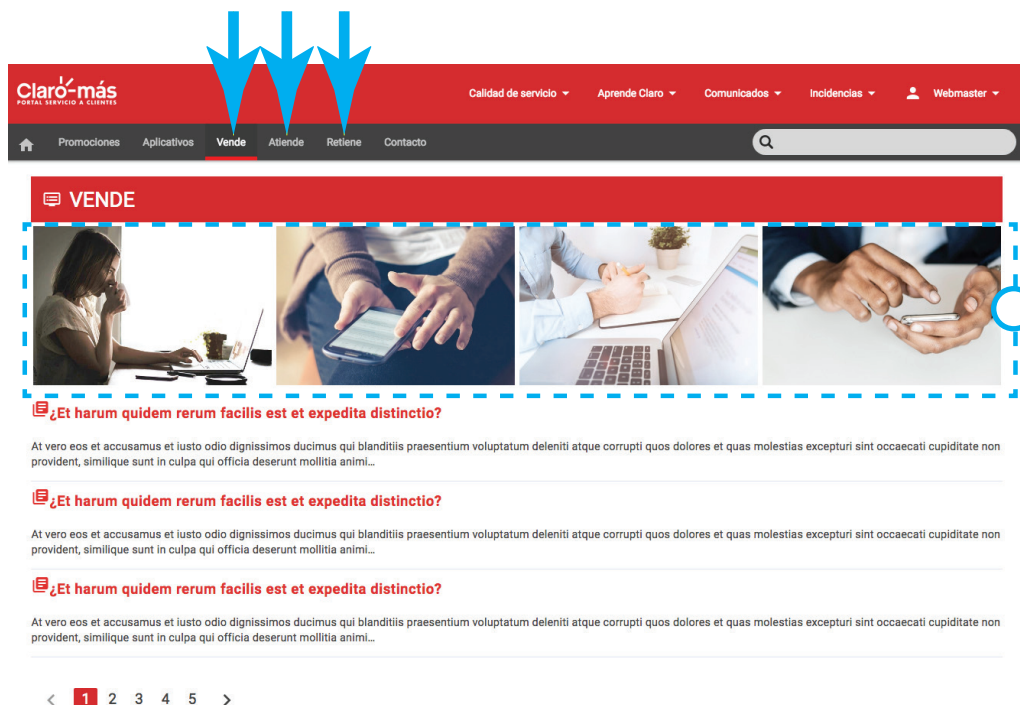 Claro-más
PORTAL SERVICIO A CLIENTES
Calidad de servicio Aprende Claro Comunicados Incidencias Webmaster
Promociones Aplicativos Vende Atiende Retiene Contacto
VENDE
¿Et harum quidem rerum facilis est et expedita distinctio?
At vero eos et accusamus et iusto odio dignissimos ducimus qui blanditiis praesentium voluptatum deleniti atque corrupti quos dolores et quas molestias excepturi sint occaecati cupiditate non
provident, similique sunt in culpa qui officia deserunt mollitia animi...
¿Et harum quidem rerum facilis est et expedita distinctio?
At vero eos et accusamus et iusto odio dignissimos ducimus qui blanditiis praesentium voluptatum deleniti atque corrupti quos dolores et quas molestias excepturi sint occaecati cupiditate non
provident, similique sunt in culpa qui officia deserunt mollitia animi...
¿Et harum quidem rerum facilis est et expedita distinctio?
At vero eos et accusamus et iusto odio dignissimos ducimus qui blanditiis praesentium voluptatum deleniti atque corrupti quos dolores et quas molestias excepturi sint occaecati cupiditate non
provident, similique sunt in culpa qui officia deserunt mollitia animi...
< 1 2 3 4 5 >